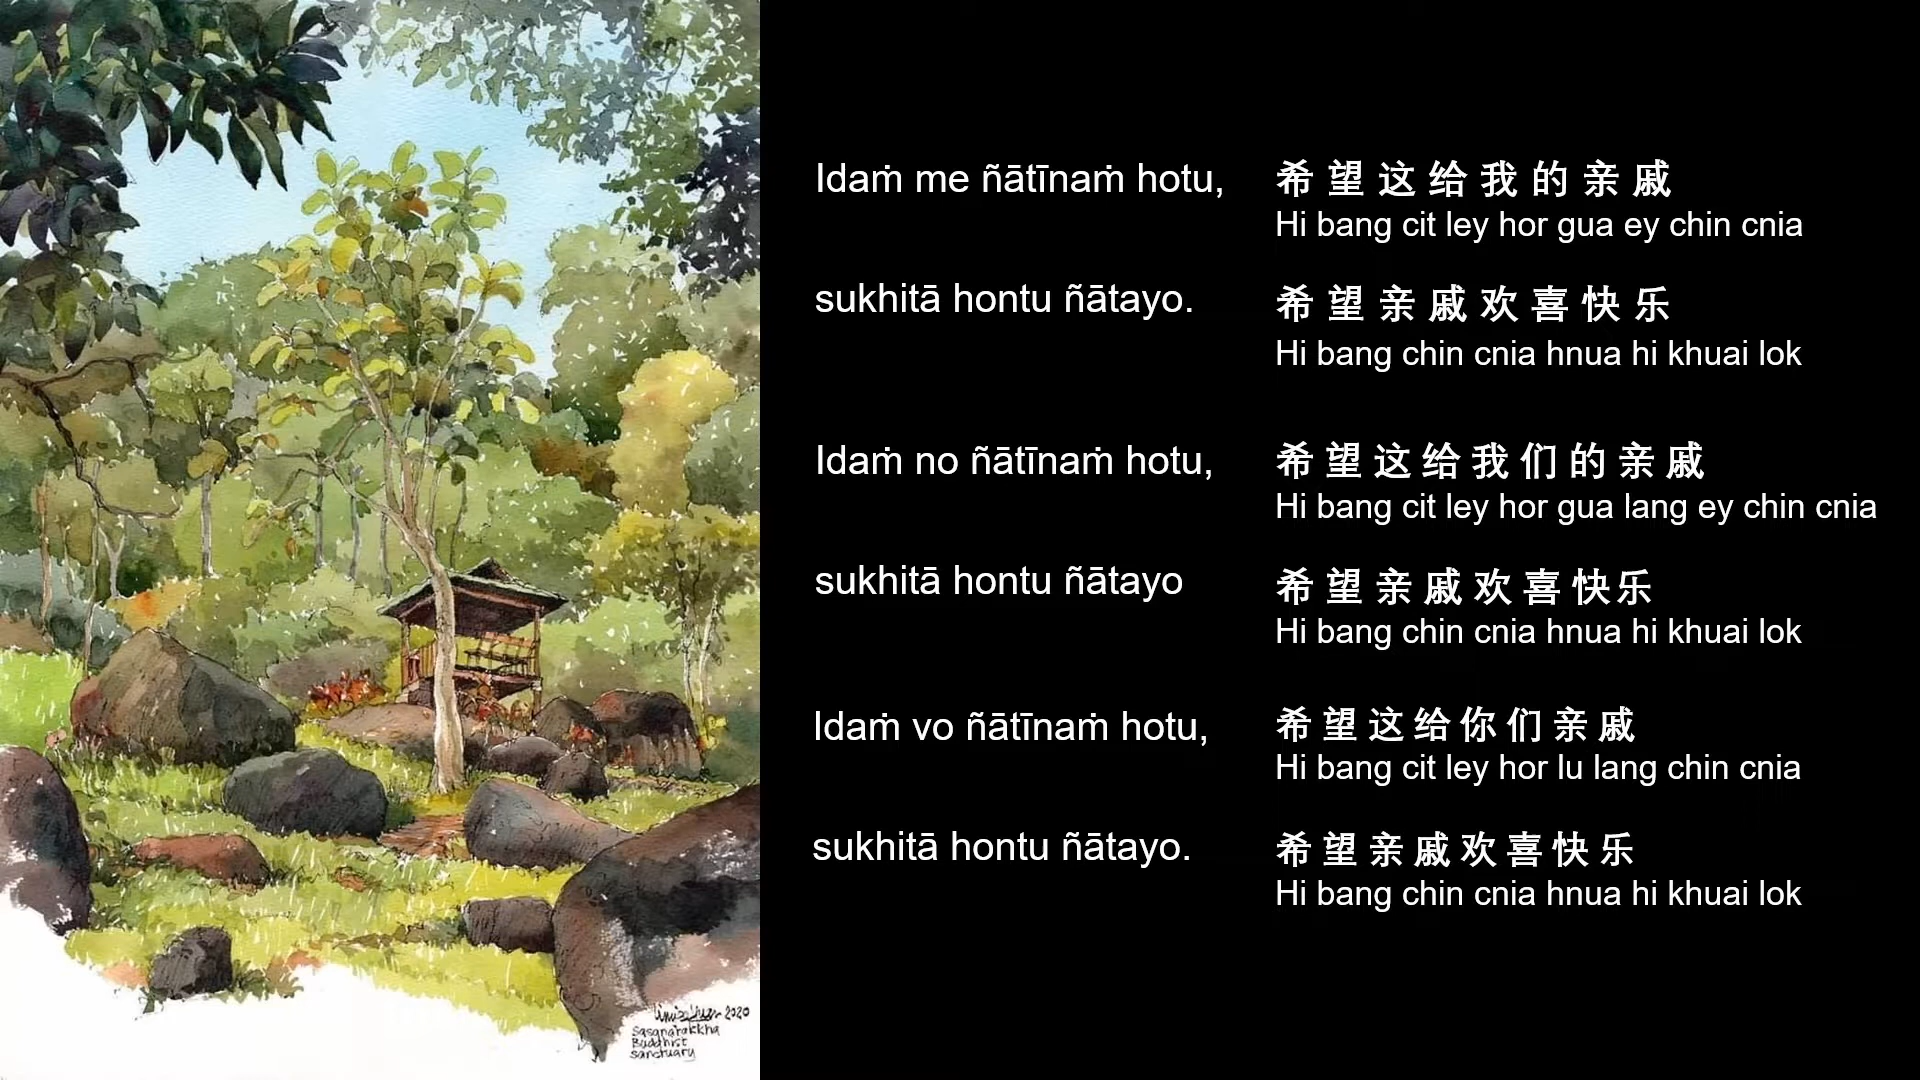 Idaṁ me ñātīnaṁ hotu,
希望这给我的亲戚
Hi bang cit ley hor gua ey chin cnia
sukhitā hontu ñātayo.
希望亲戚欢喜快乐
Hi bang chin cnia hnua hi khuai lok
Idaṁ no ñātīnaṁ hotu,
希望这给我们的亲戚
Hi bang cit ley hor gua lang ey chin cnia
sukhitā hontu ñātayo
希望亲戚欢喜快乐
Hi bang chin cnia hnua hi khuai lok
Idaṁ vo ñātīnaṁ hotu,
希望这给你们亲戚
Hi bang cit ley hor lu lang chin cnia
sukhitā hontu ñātayo.
希望亲戚欢喜快乐
Hi bang chin cnia hnua hi khuai lok
2020
Sasanarakkha
Buddhist
sanctuary